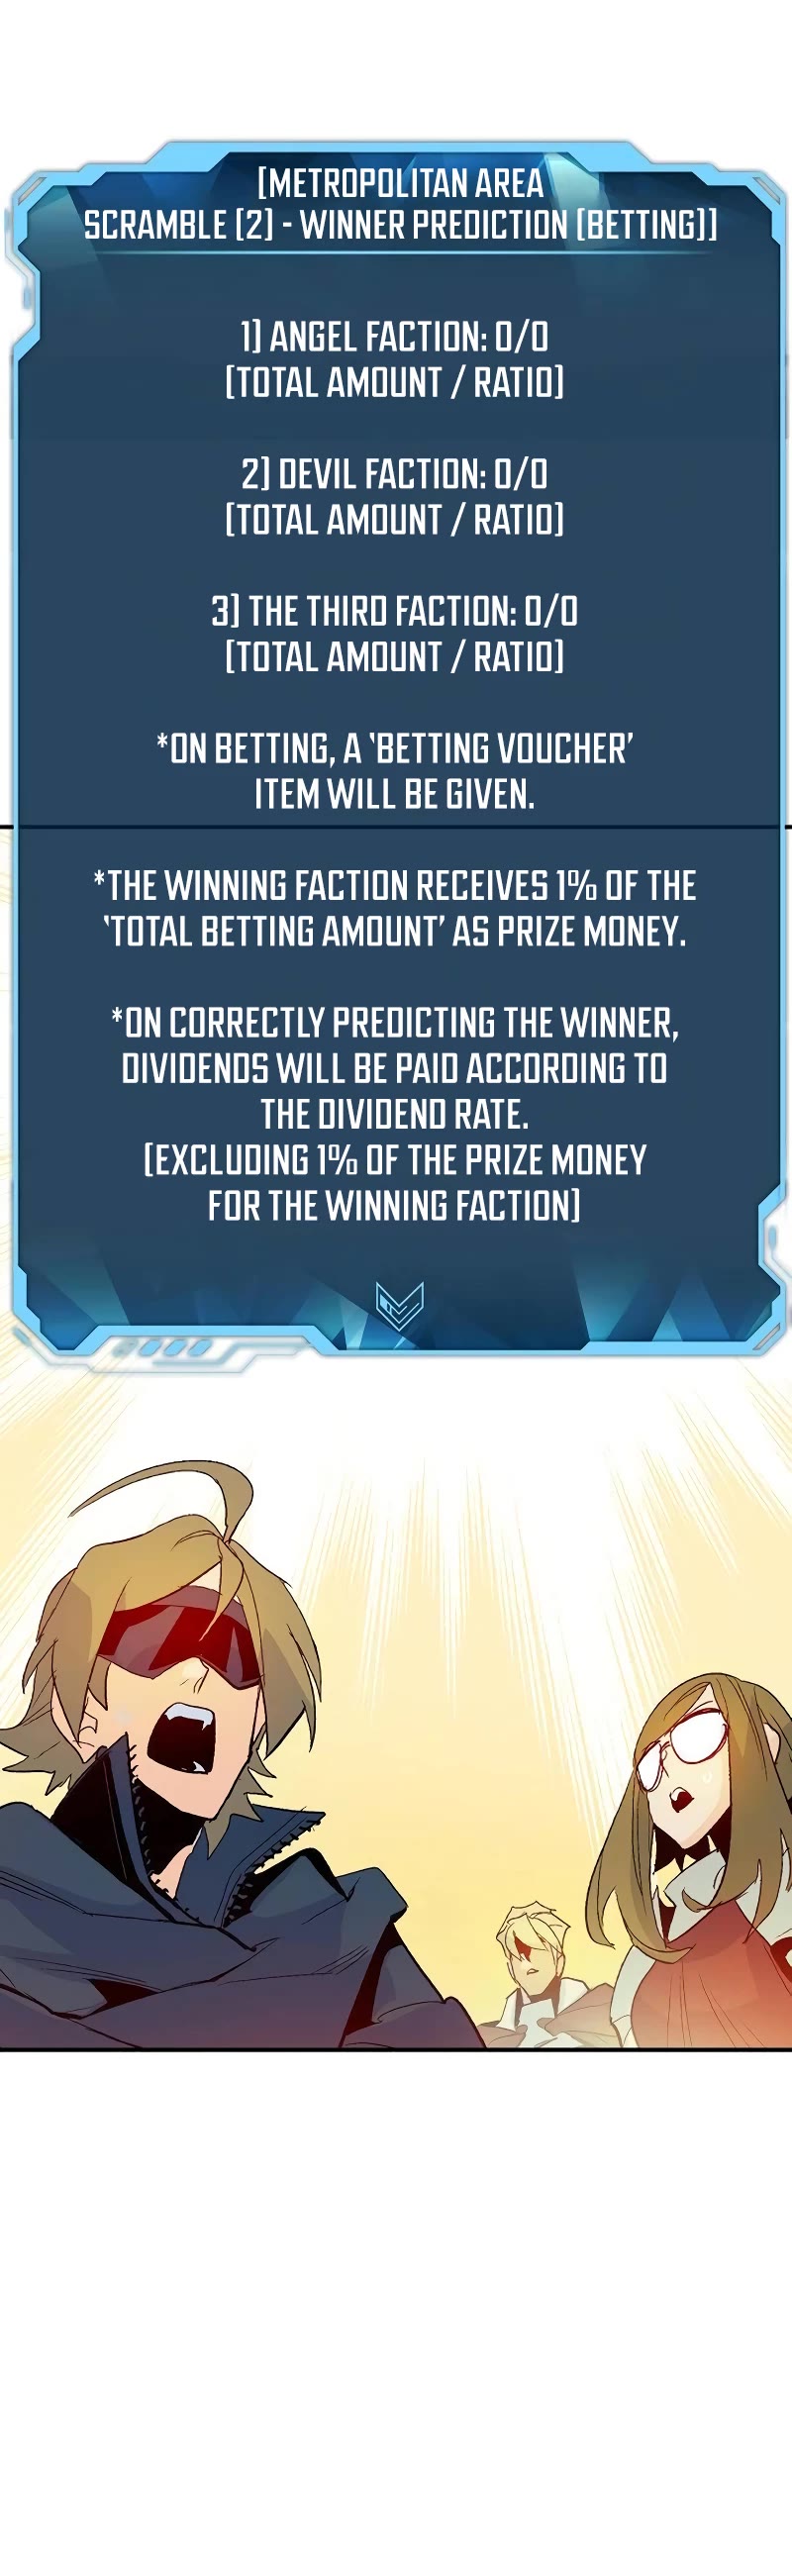 [METROPOLITAN AREA
SCRAMBLE [2] - WINNER PREDICTION [BETTING]]
1] ANGEL FACTION: 0/0
[TOTAL AMOUNT / RATIO]
2] DEVIL FACTION: 0/0
[TOTAL AMOUNT / RATIO]
3] THE THIRD FACTION: 0/0
[TOTAL AMOUNT / RATIO]
*ON BETTING, A ‘BETTING VOUCHER’
ITEM WILL BE GIVEN.
*THE WINNING FACTION RECEIVES 1% OF THE
‘TOTAL BETTING AMOUNT’ AS PRIZE MONEY.
*ON CORRECTLY PREDICTING THE WINNER,
DIVIDENDS WILL BE PAID ACCORDING TO
THE DIVIDEND RATE.
[EXCLUDING 1% OF THE PRIZE MONEY
FOR THE WINNING FACTION]